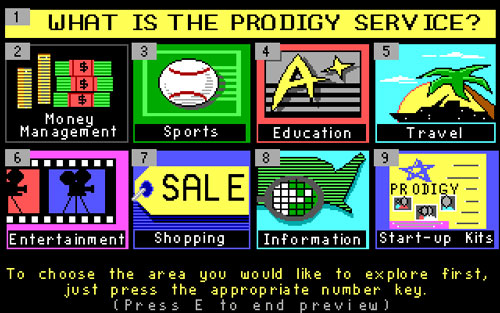 1 WHAT IS THE PRODIGY SERVICE?
2
Money
Management
3
Sports
4
A+
Education
5
Travel
6
Entertainment
7
SALE
Shopping
8
Information
9
PRODIGY
Start-up Kits
To choose the area you would like to explore first,
just press the appropriate number key.
(Press E to end preview)